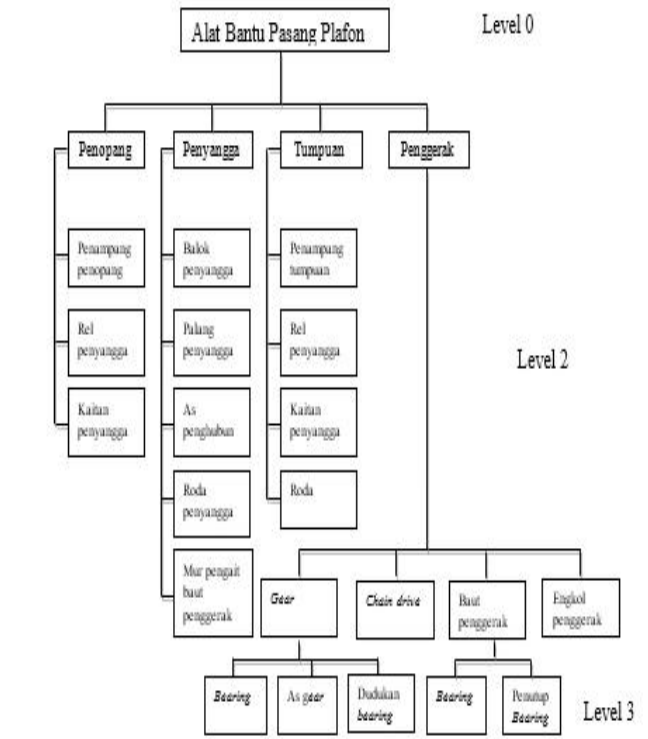 Alat Bantu Pasang Plafon
Level 0
Penopang
Penyangga
Tumpuan
Penggerak
Penampang
penopang
Balok
penyangga
Penampang
tumpuan
Rel
penyangga
Palang
penyangga
Rel
penyangga
Level 2
Kaitan
penyangga
As
penghubun
Kaitan
penyangga
Roda
penyangga
Roda
Mur pengait
baut
penggerak
Gear
Chain drive
Baut
penggerak
Engkol
penggerak
Bearing
As gear
Dudukan
bearing
Bearing
Penutup
Bearing
Level 3